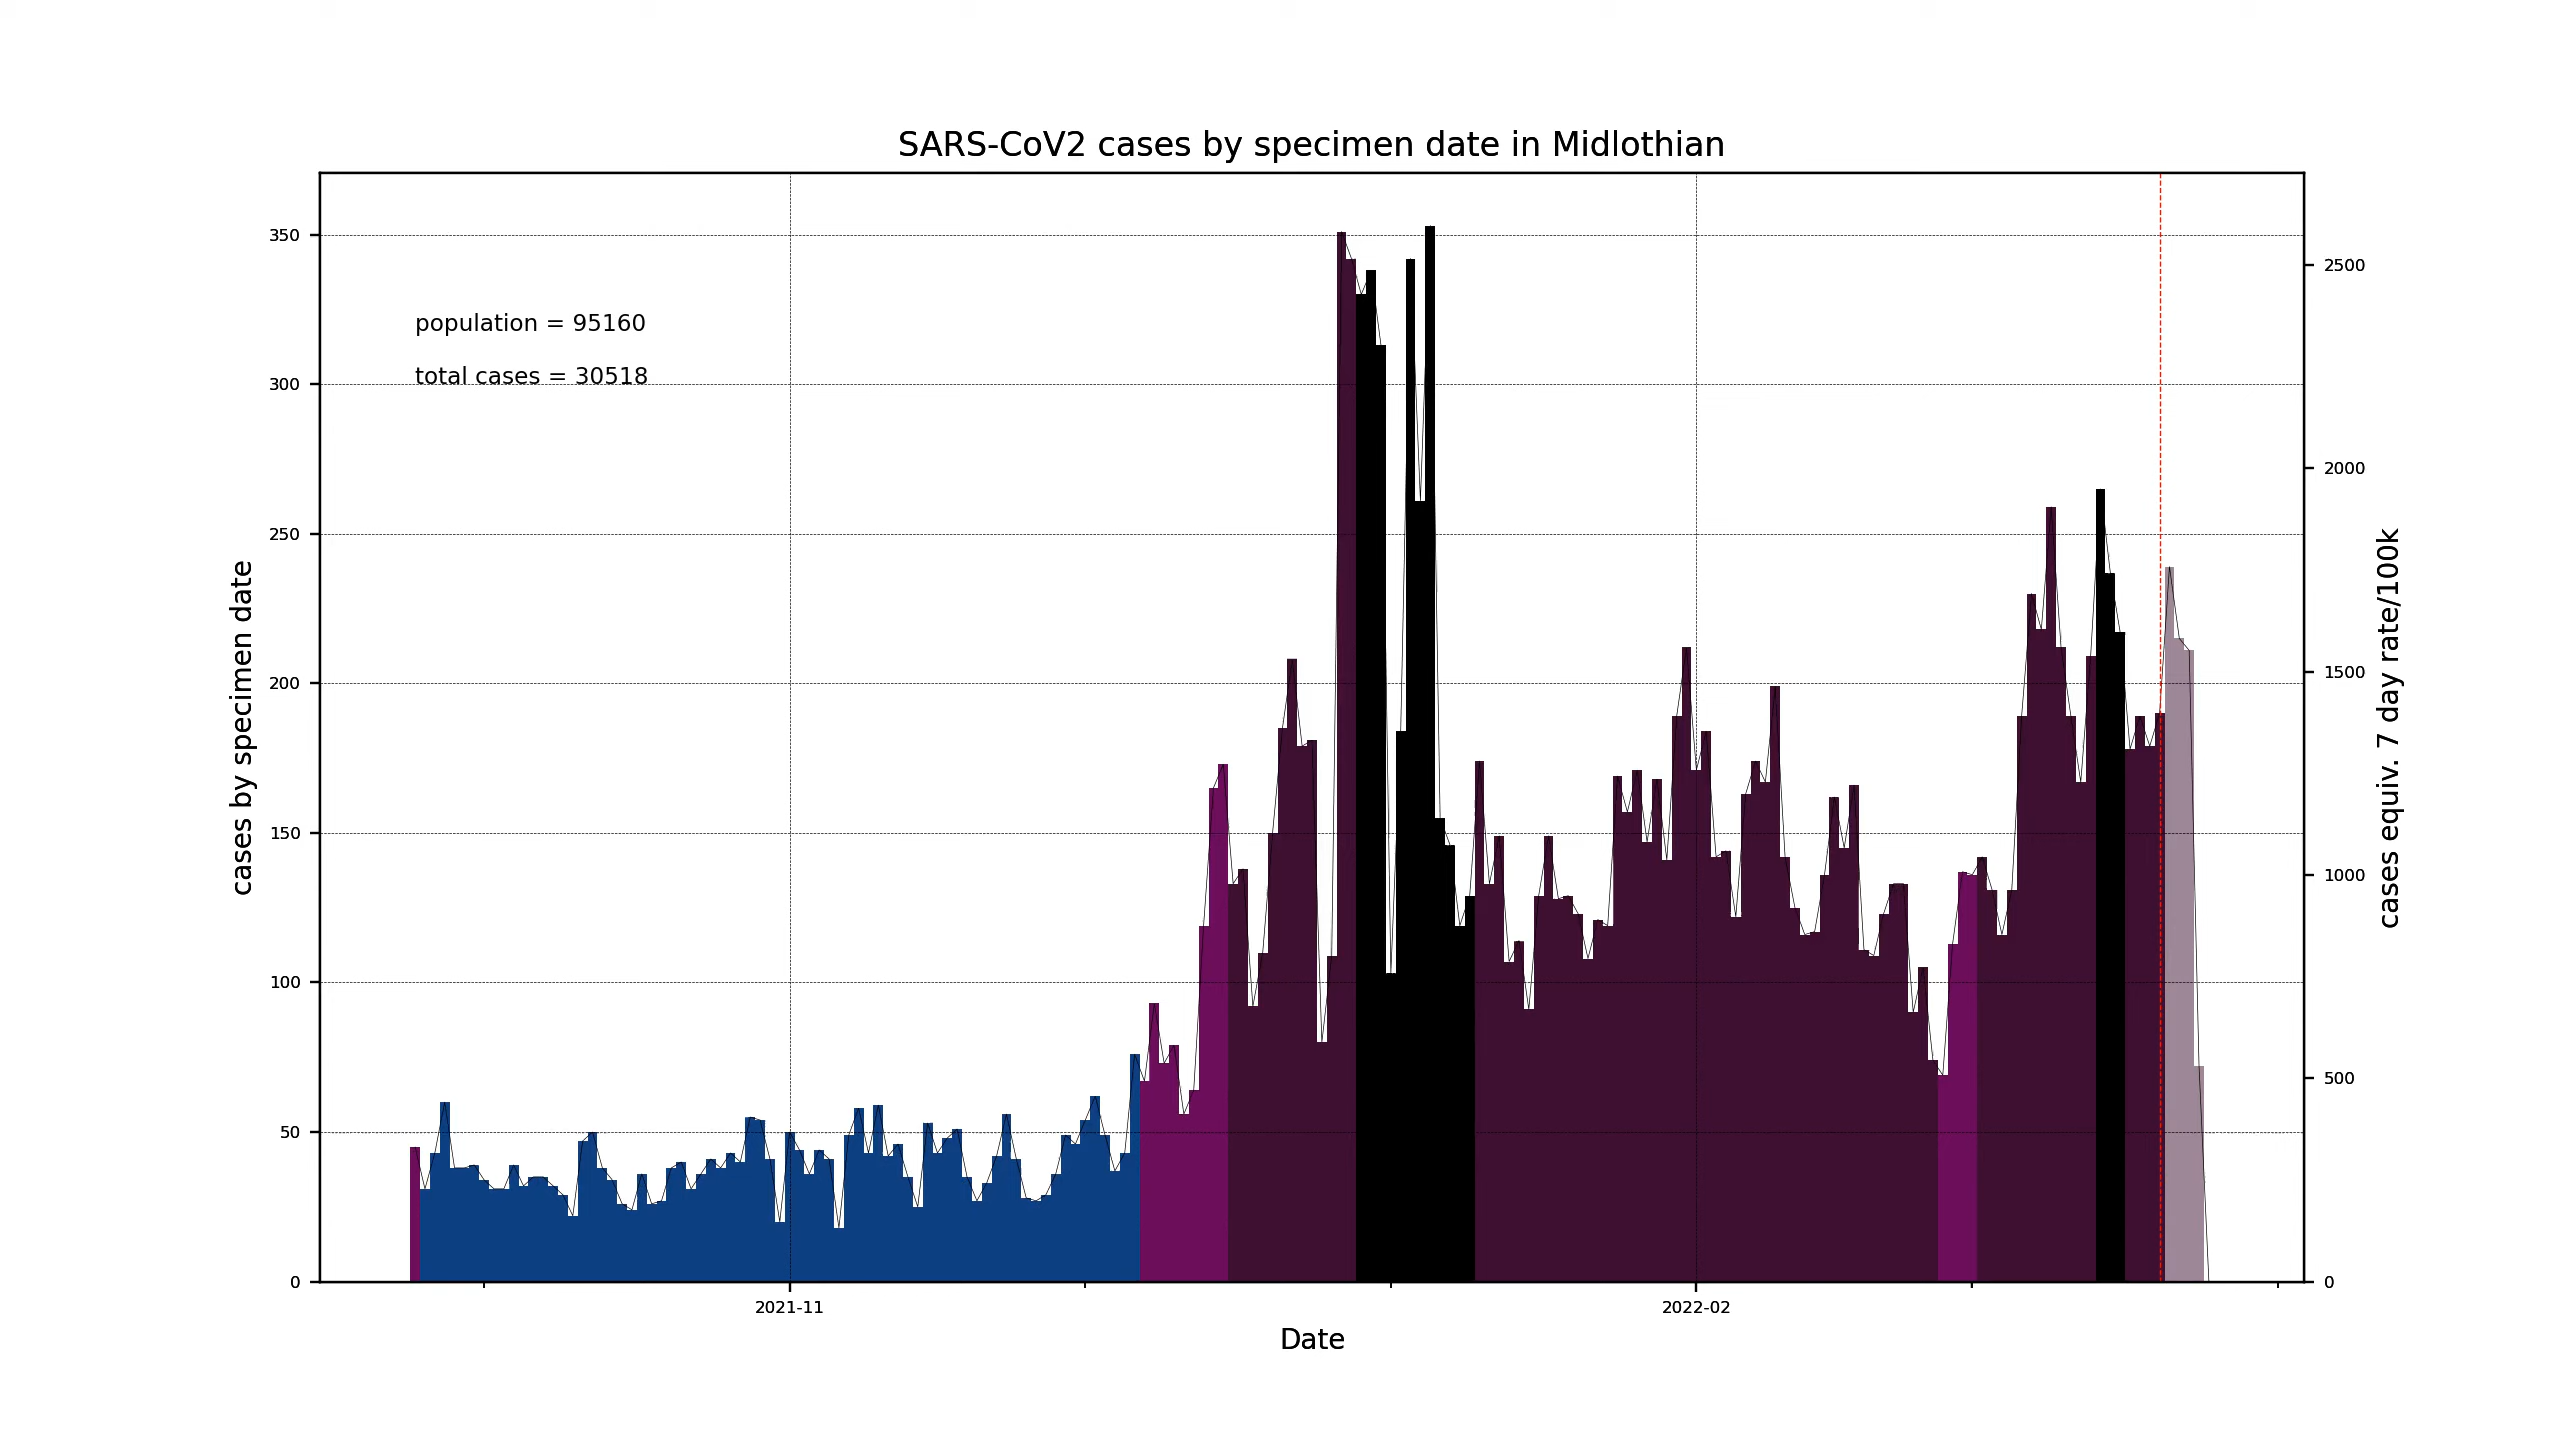 SARS-CoV2 cases by specimen date in Midlothian
population = 95160
total cases = 30518
cases by specimen date
350
300
250
200
150
100
50
0
2500
2000
1500
1000
500
0
cases equiv. 7 day rate/100k
2021-11
2022-02
Date